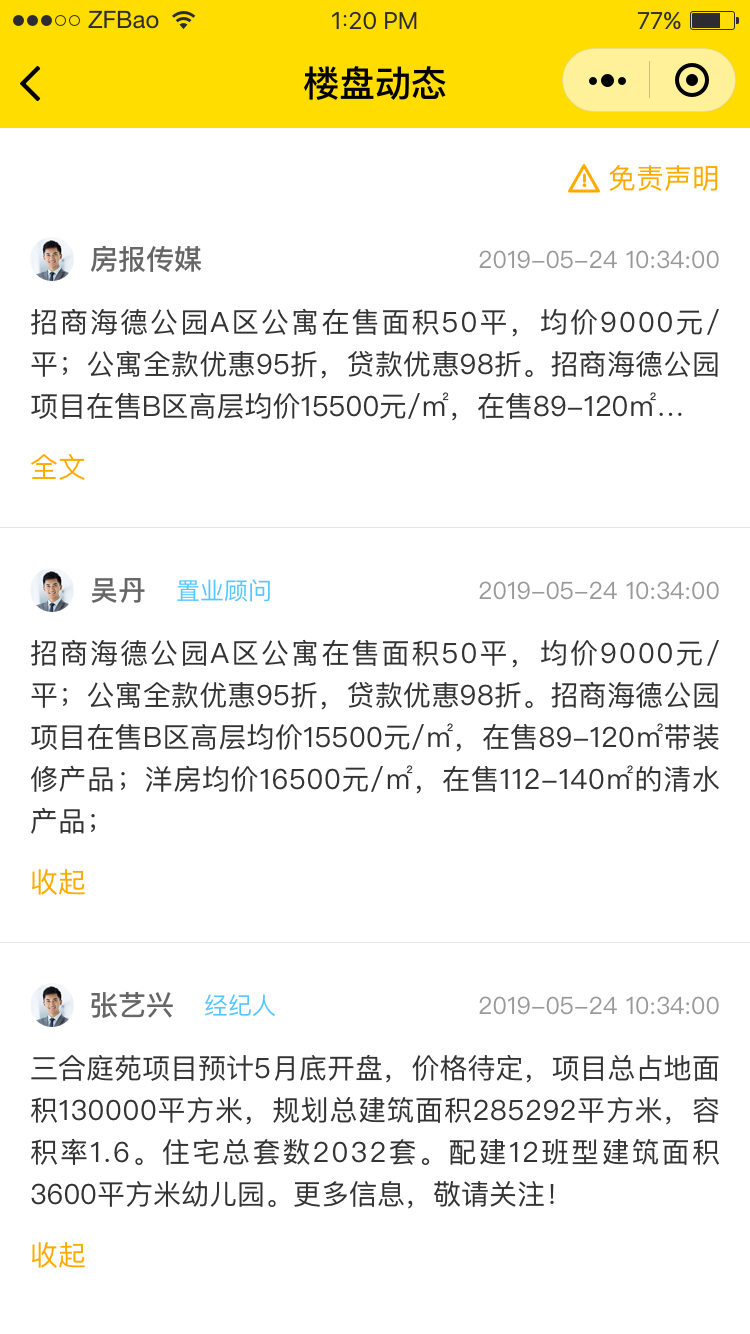 ZFBao 1:20 PM 77%
楼盘动态
免责声明
房报传媒 2019-05-24 10:34:00
招商海德公园A区公寓在售面积50平，均价9000元/
平；公寓全款优惠95折，贷款优惠98折。招商海德公园
项目在售B区高层均价15500元/㎡，在售89-120㎡...
全文
吴丹 置业顾问 2019-05-24 10:34:00
招商海德公园A区公寓在售面积50平，均价9000元/
平；公寓全款优惠95折，贷款优惠98折。招商海德公园
项目在售B区高层均价15500元/㎡，在售89-120㎡带装
修产品；洋房均价16500元/㎡，在售112-140㎡的清水
产品；
收起
张艺兴 经纪人 2019-05-24 10:34:00
三合庭苑项目预计5月底开盘，价格待定，项目总占地面
积130000平方米，规划总建筑面积285292平方米，容
积率1.6。住宅总套数2032套。配建12班型建筑面积
3600平方米幼儿园。更多信息，敬请关注！
收起